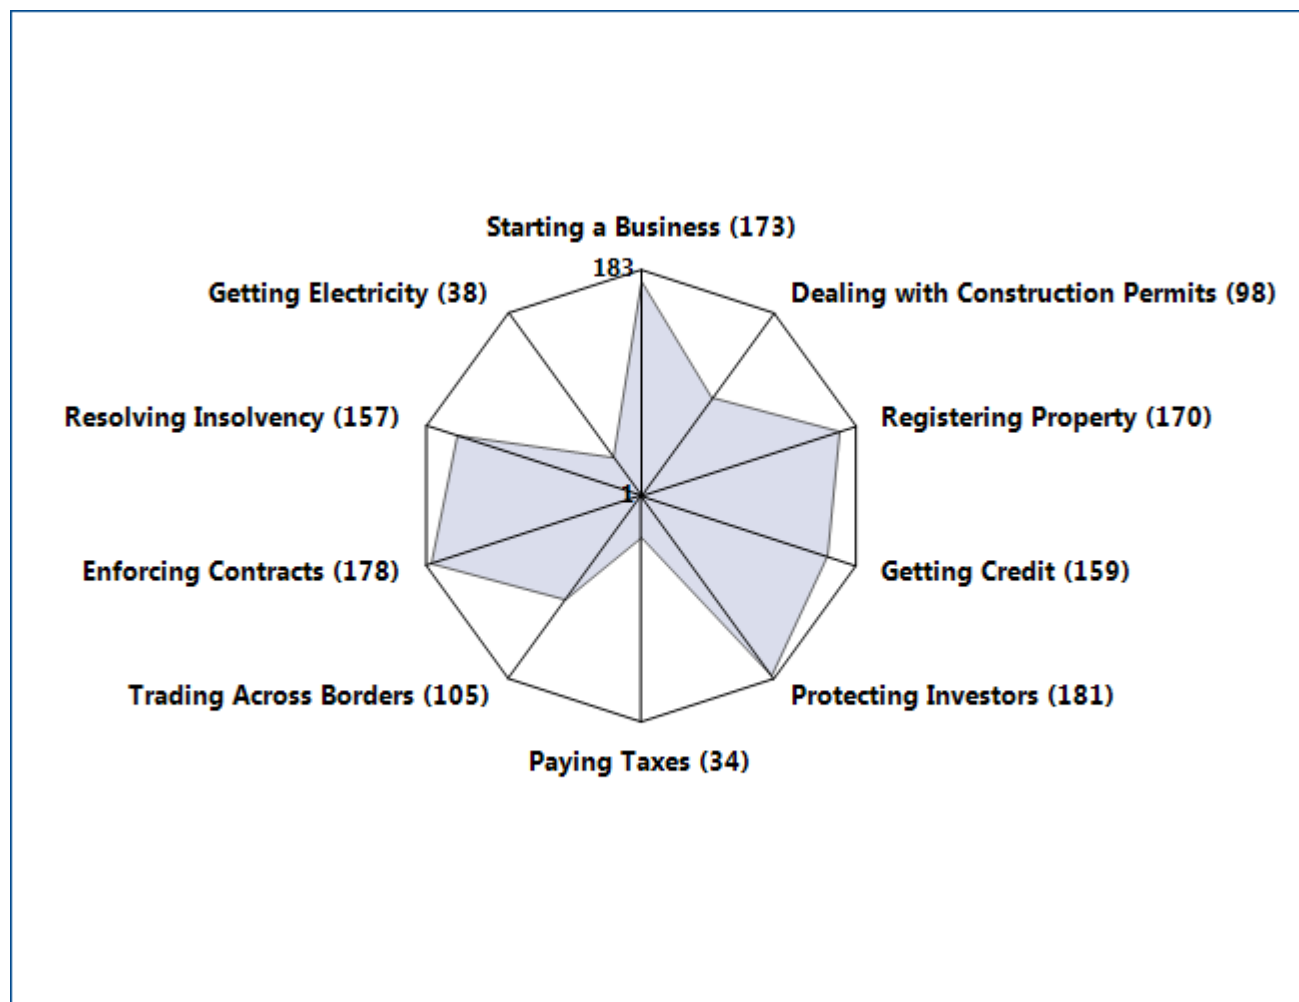 Starting a Business (173)
183
Getting Electricity (38)
Dealing with Construction Permits (98)
Resolving Insolvency (157)
Registering Property (170)
1
Enforcing Contracts (178)
Getting Credit (159)
Trading Across Borders (105)
Protecting Investors (181)
Paying Taxes (34)